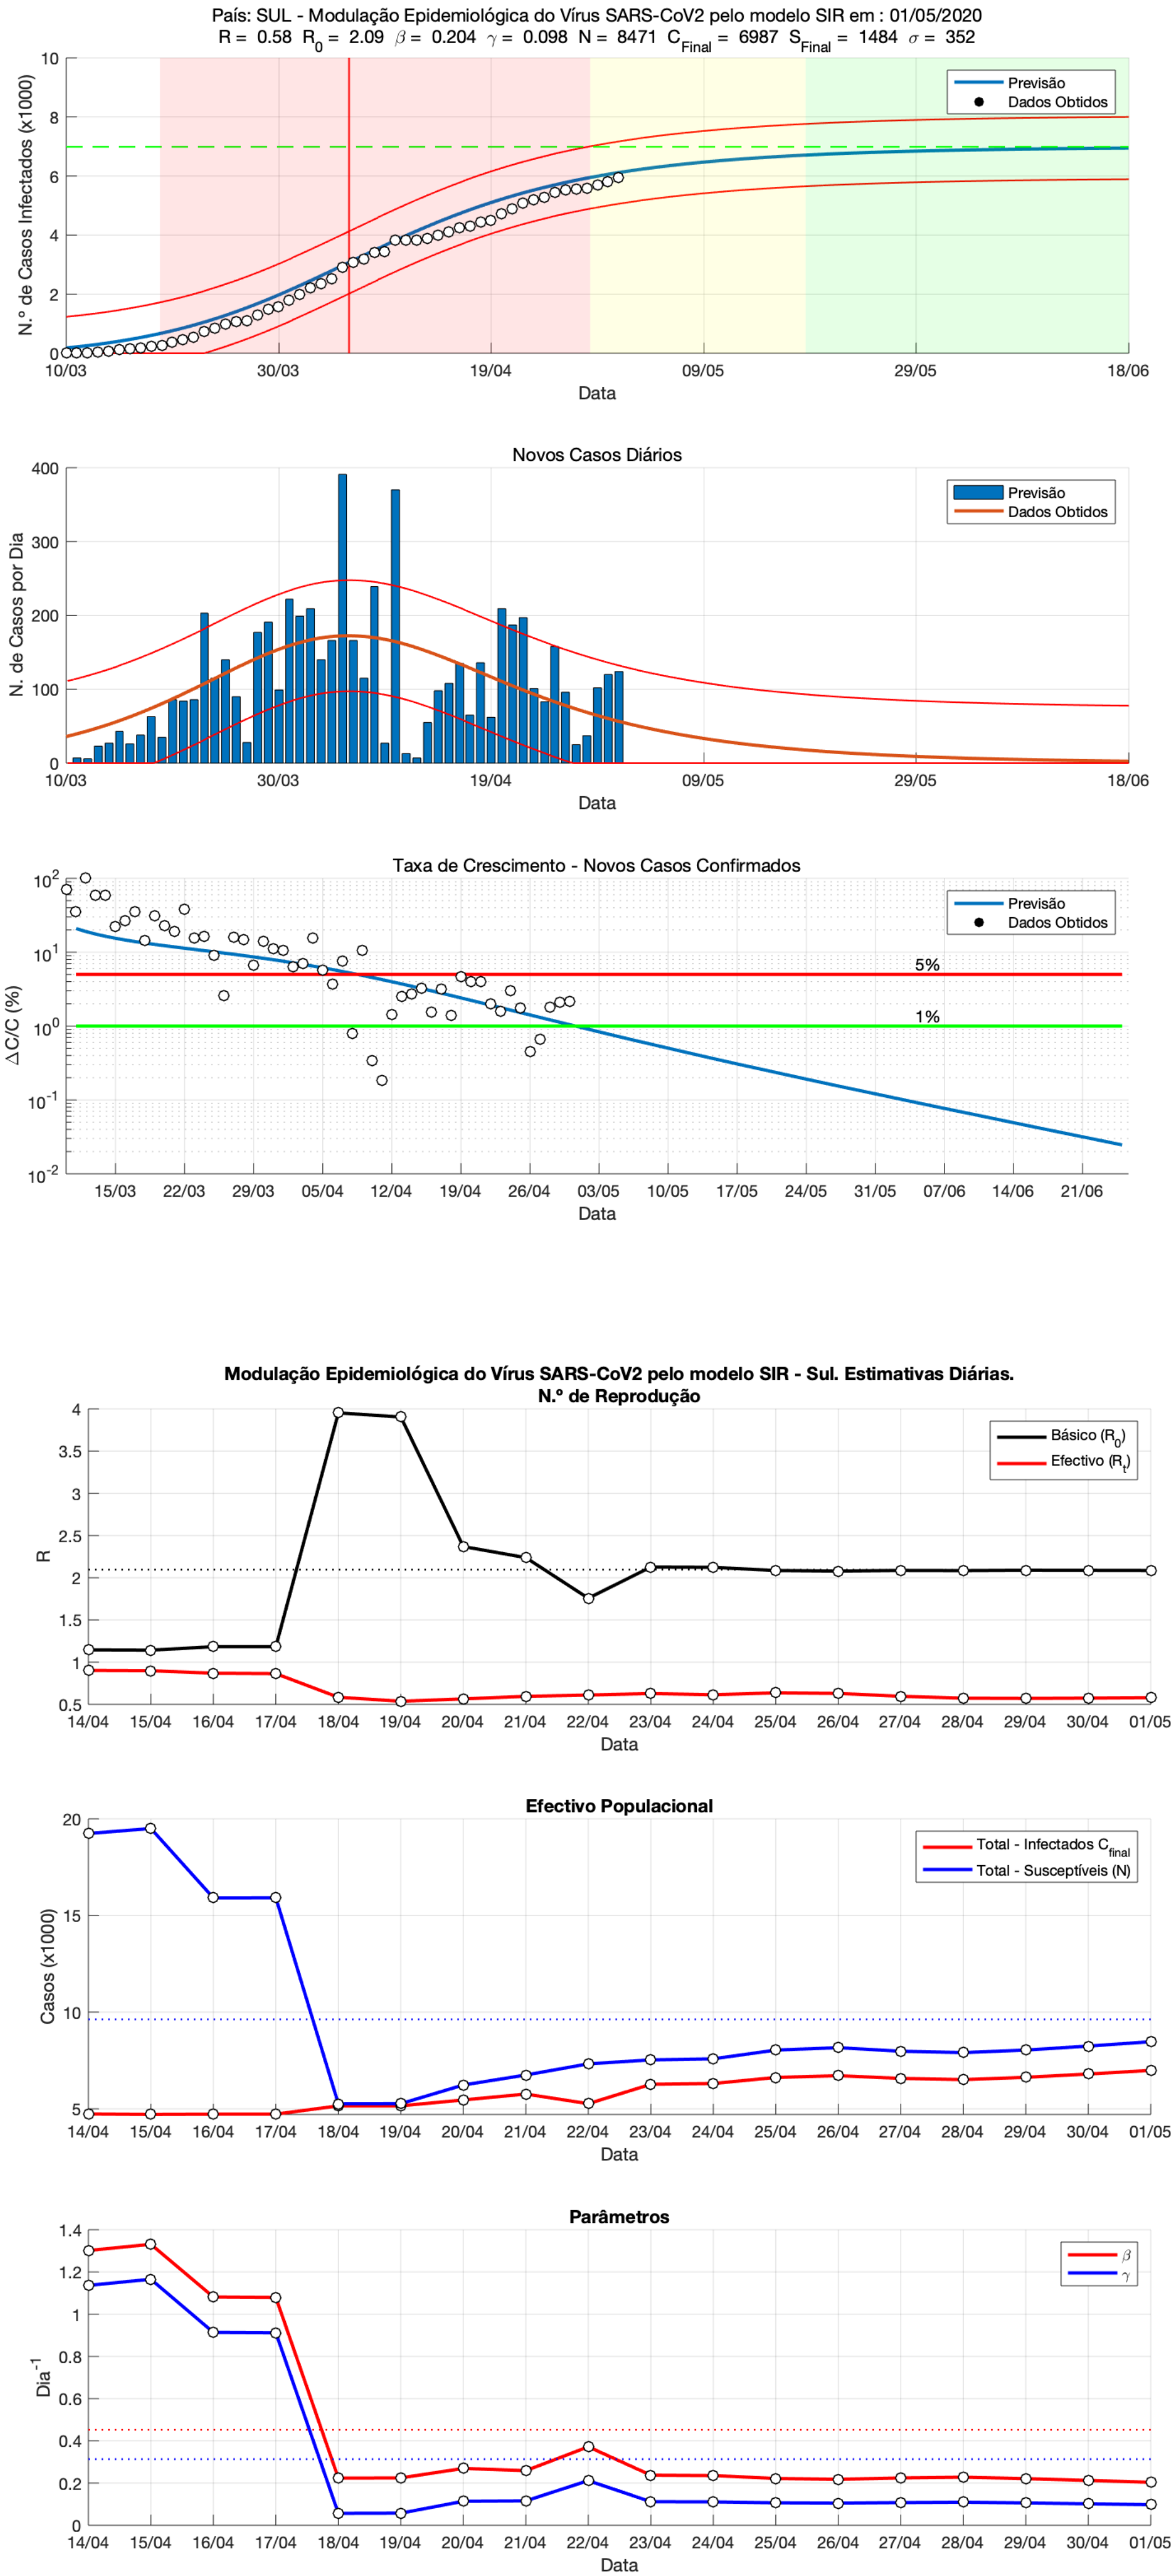 País: SUL - Modulação Epidemiológica do Vírus SARS-CoV2 pelo modelo SIR em : 01/05/2020
R = 0.58 R0 = 2.09 β = 0.204 γ = 0.098 N = 8471 CFinal = 6987 SFinal = 1484 σ = 352
N.º de Casos Infectados (x1000)
10
8
6
4
2
0
Previsão
Dados Obtidos
10/03 30/03 19/04 09/05 29/05 18/06
Data
Novos Casos Diários
N. de Casos por Dia
400
300
200
100
0
Previsão
Dados Obtidos
10/03 30/03 19/04 09/05 29/05 18/06
Data
Taxa de Crescimento - Novos Casos Confirmados
ΔC/C (%)
10^2
10^1
10^0
10^-1
10^-2
Previsão
Dados Obtidos
5%
1%
15/03 22/03 29/03 05/04 12/04 19/04 26/04 03/05 10/05 17/05 24/05 31/05 07/06 14/06 21/06
Data
Modulação Epidemiológica do Vírus SARS-CoV2 pelo modelo SIR - Sul. Estimativas Diárias.
N.º de Reprodução
R
4
3.5
3
2.5
2
1.5
1
0.5
Básico (R0)
Efectivo (Rt)
14/04 15/04 16/04 17/04 18/04 19/04 20/04 21/04 22/04 23/04 24/04 25/04 26/04 27/04 28/04 29/04 30/04 01/05
Data
Efectivo Populacional
Casos (x1000)
20
15
10
5
Total - Infectados Cfinal
Total - Susceptíveis (N)
14/04 15/04 16/04 17/04 18/04 19/04 20/04 21/04 22/04 23/04 24/04 25/04 26/04 27/04 28/04 29/04 30/04 01/05
Data
Parâmetros
Dia^-1
1.4
1.2
1
0.8
0.6
0.4
0.2
0
β
γ
14/04 15/04 16/04 17/04 18/04 19/04 20/04 21/04 22/04 23/04 24/04 25/04 26/04 27/04 28/04 29/04 30/04 01/05
Data